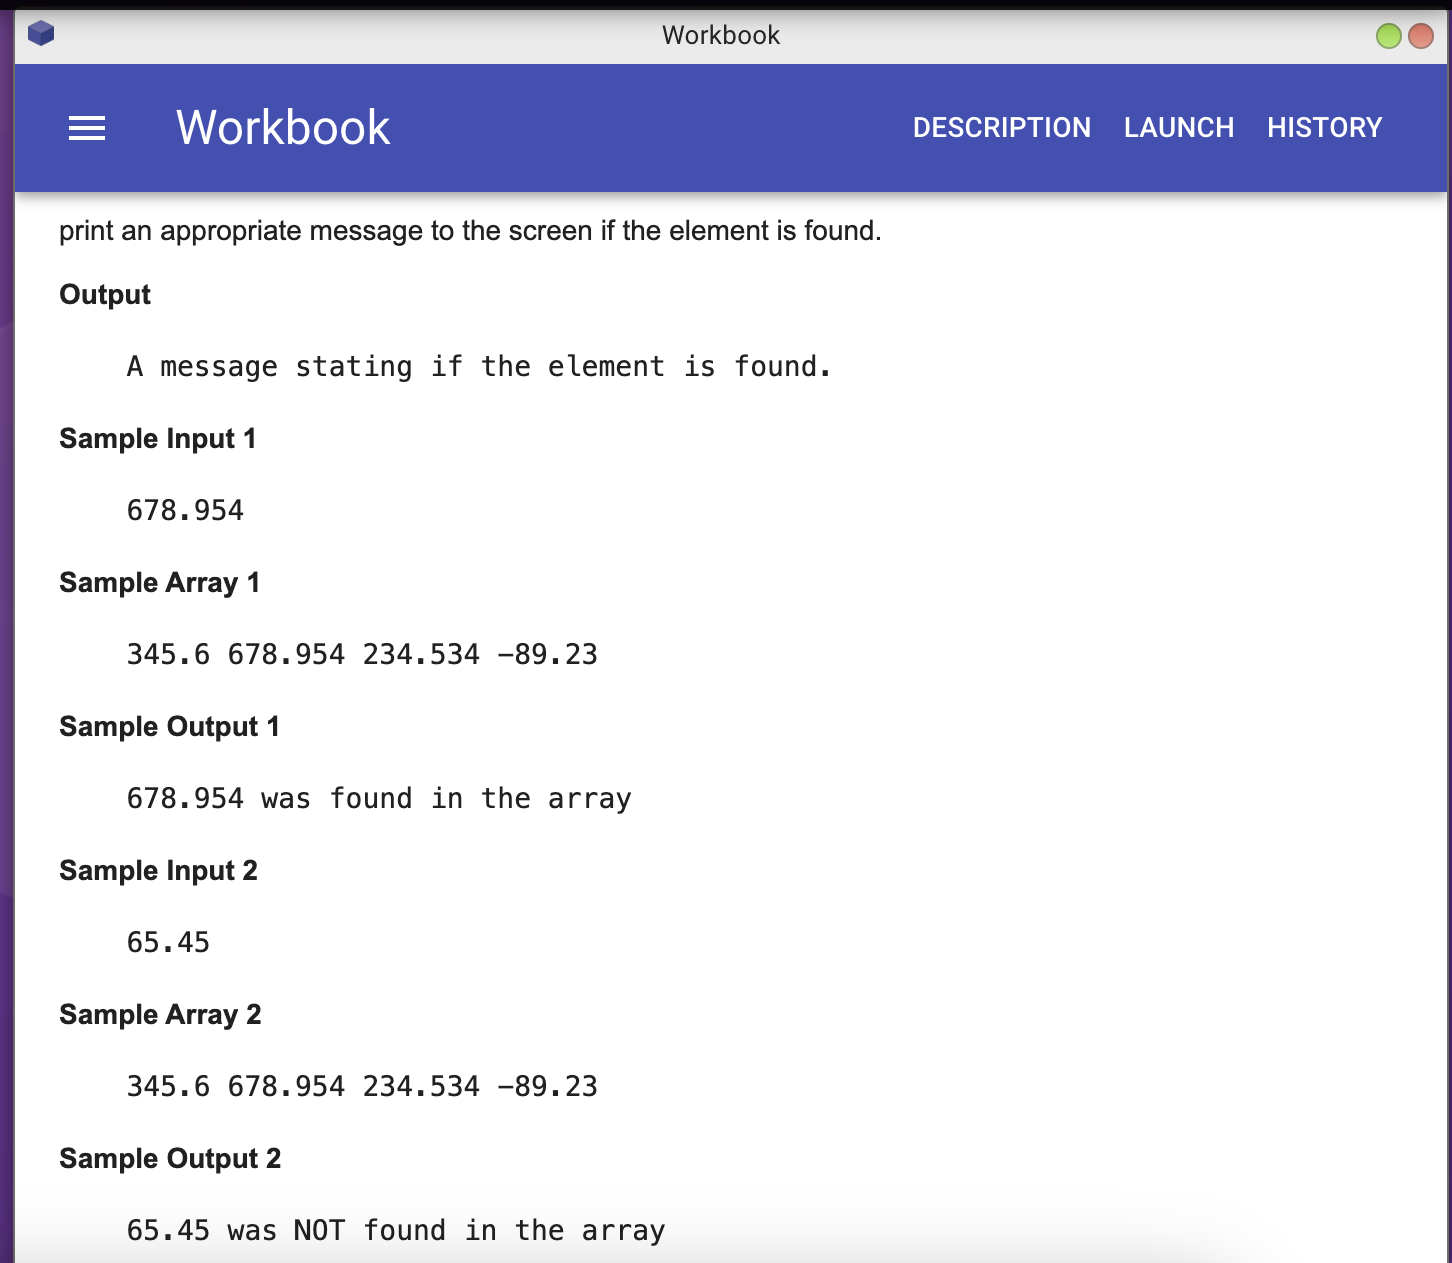 Workbook
Workbook DESCRIPTION LAUNCH HISTORY
print an appropriate message to the screen if the element is found.
Output
A message stating if the element is found.
Sample Input 1
678.954
Sample Array 1
345.6 678.954 234.534 -89.23
Sample Output 1
678.954 was found in the array
Sample Input 2
65.45
Sample Array 2
345.6 678.954 234.534 -89.23
Sample Output 2
65.45 was NOT found in the array